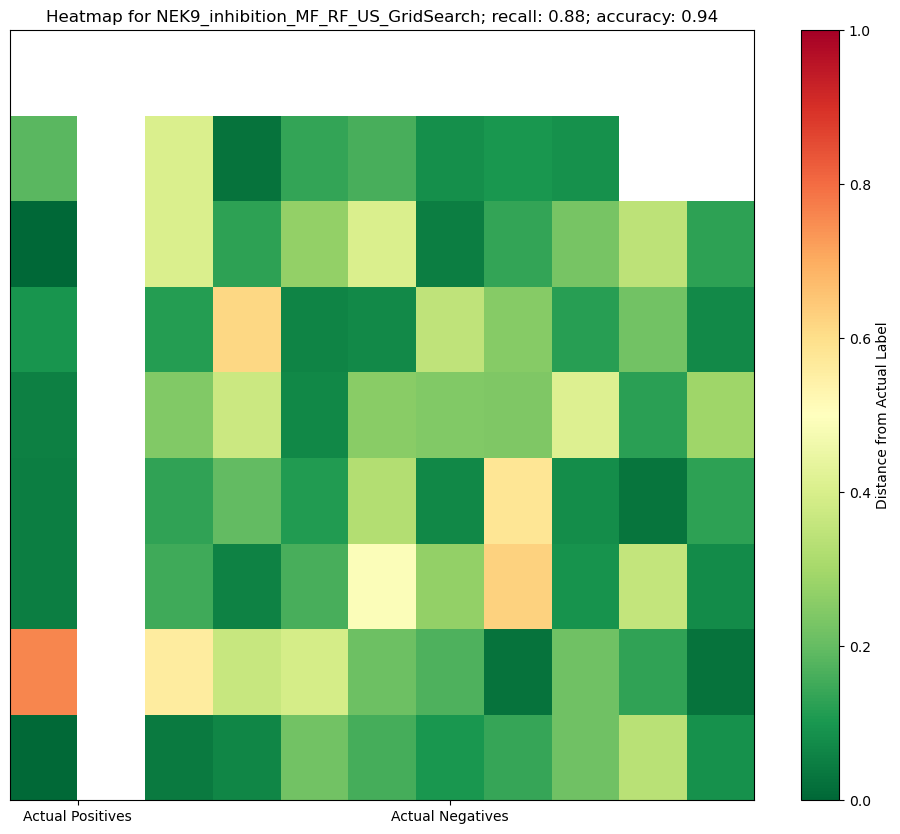 Heatmap for NEK9_inhibition_MF_RF_US_GridSearch; recall: 0.88; accuracy: 0.94
1.0
0.8
0.6
0.4
0.2
0.0
Distance from Actual Label
Actual Positives
Actual Negatives